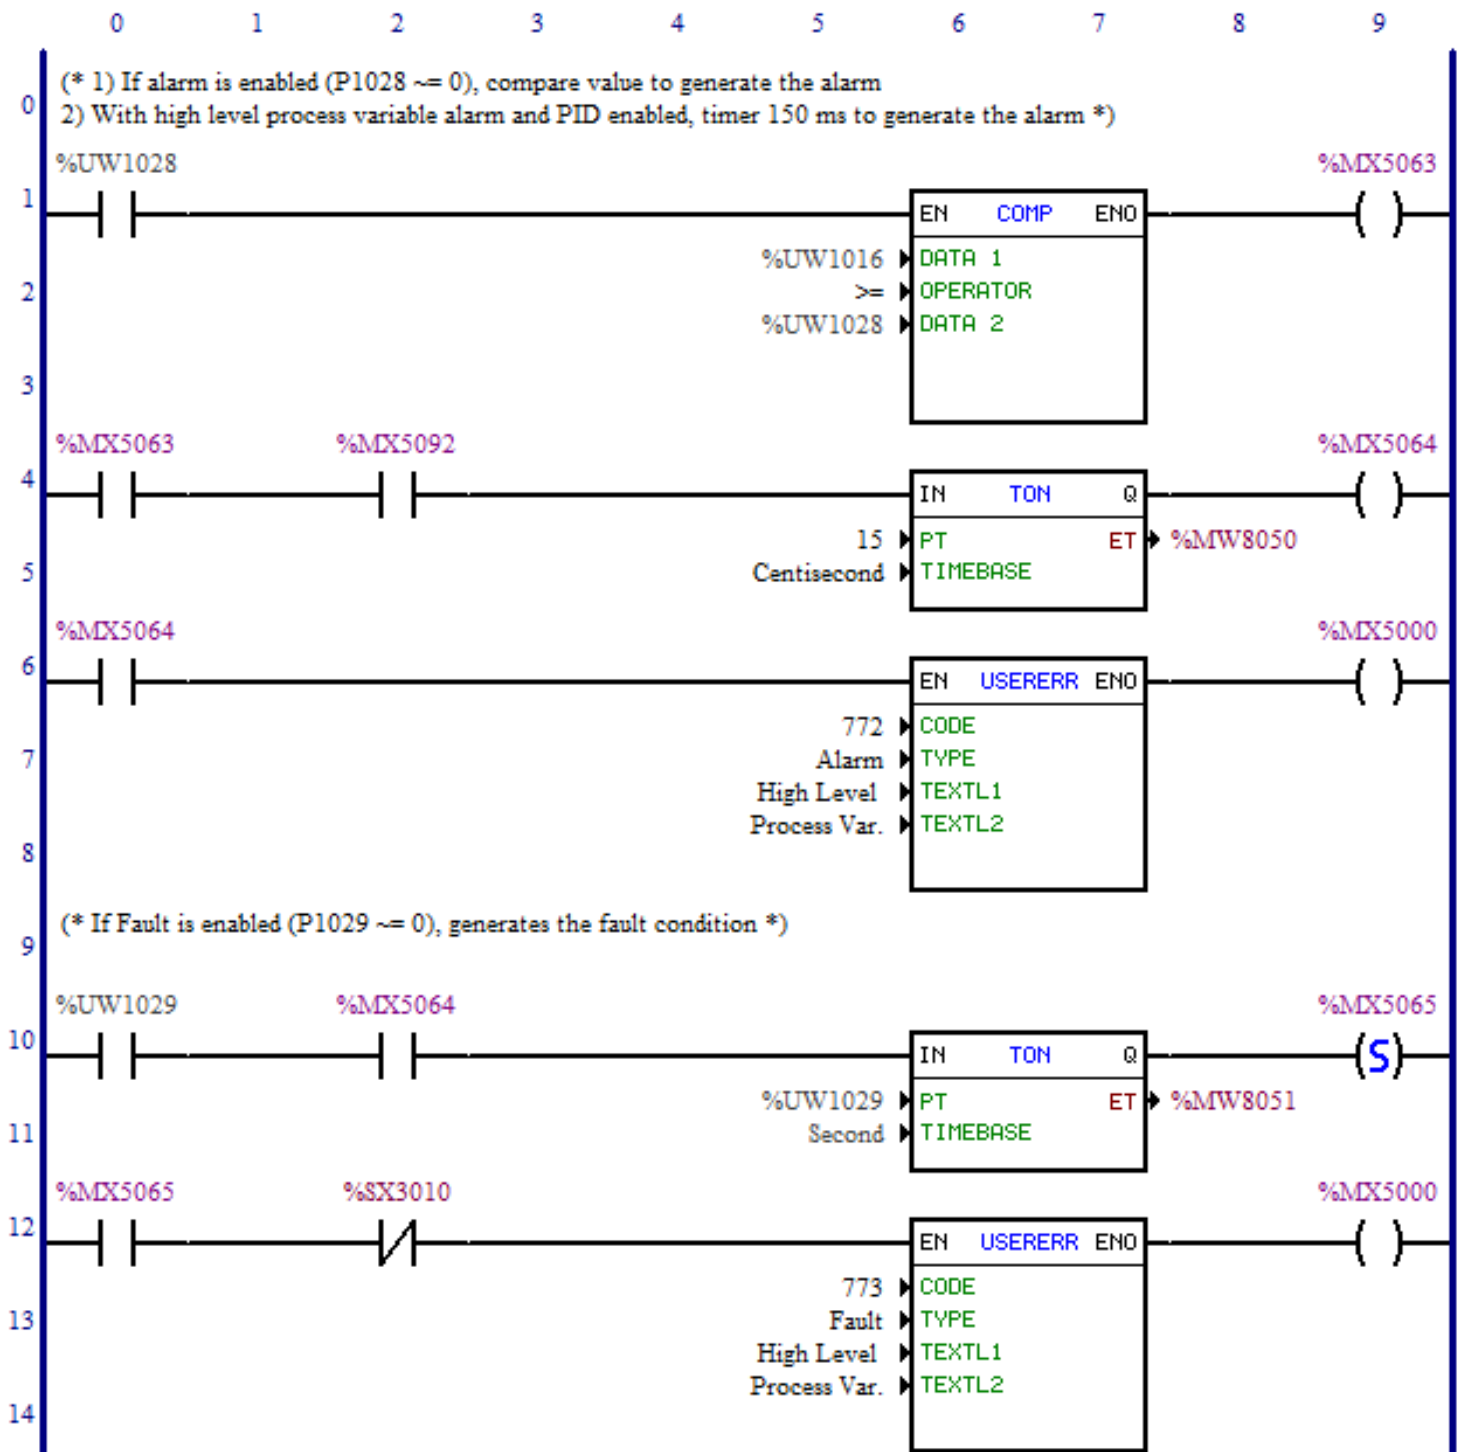 0 1 2 3 4 5 6 7 8 9
(* 1) If alarm is enabled (P1028 ~= 0), compare value to generate the alarm
0
2) With high level process variable alarm and PID enabled, timer 150 ms to generate the alarm *)
%UW1028 %MX5063
1
EN COMP ENO
%UW1016 DATA 1
2
>= OPERATOR
%UW1028 DATA 2
3
%MX5063 %MX5092 %MX5064
4
IN TON Q
15 PT ET %MW8050
5
Centisecond TIMEBASE
%MX5064 %MX5000
6
EN USERERR ENO
772 CODE
7
Alarm TYPE
High Level TEXTL1
Process Var. TEXTL2
8
(* If Fault is enabled (P1029 ~= 0), generates the fault condition *)
9
%UW1029 %MX5064 %MX5065
10
IN TON Q S
%UW1029 PT ET %MW8051
11
Second TIMEBASE
%MX5065 %SX3010 %MX5000
12
EN USERERR ENO
773 CODE
13
Fault TYPE
High Level TEXTL1
Process Var. TEXTL2
14